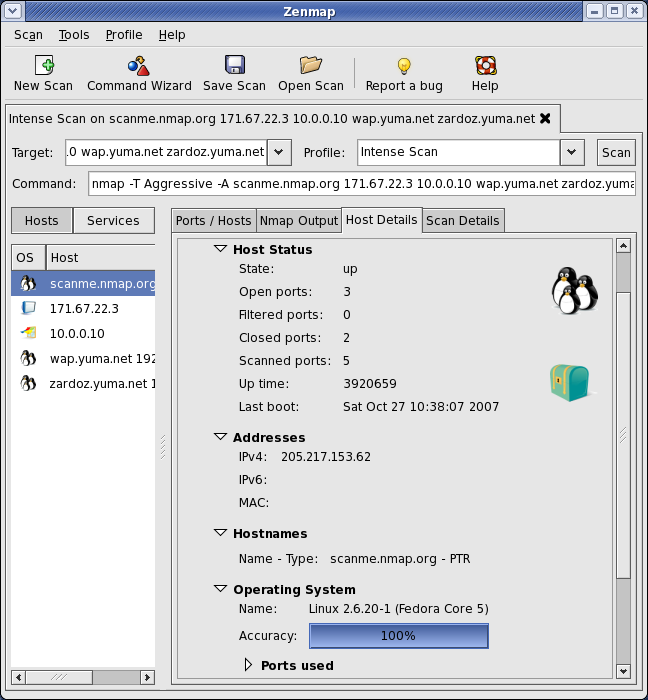 Zenmap
Scan Tools Profile Help
New Scan Command Wizard Save Scan Open Scan Report a bug Help
Intense Scan on scanme.nmap.org 171.67.22.3 10.0.0.10 wap.yuma.net zardoz.yuma.net
Target: .0 wap.yuma.net zardoz.yuma.net Profile: Intense Scan Scan
Command: nmap -T Aggressive -A scanme.nmap.org 171.67.22.3 10.0.0.10 wap.yuma.net zardoz.yuma.
Hosts Services
OS Host
scanme.nmap.org
171.67.22.3
10.0.0.10
wap.yuma.net 192
zardoz.yuma.net 1
Ports / Hosts Nmap Output Host Details Scan Details
Host Status
State: up
Open ports: 3
Filtered ports: 0
Closed ports: 2
Scanned ports: 5
Up time: 3920659
Last boot: Sat Oct 27 10:38:07 2007
Addresses
IPv4: 205.217.153.62
IPv6:
MAC:
Hostnames
Name - Type: scanme.nmap.org - PTR
Operating System
Name: Linux 2.6.20-1 (Fedora Core 5)
Accuracy: 100%
Ports used